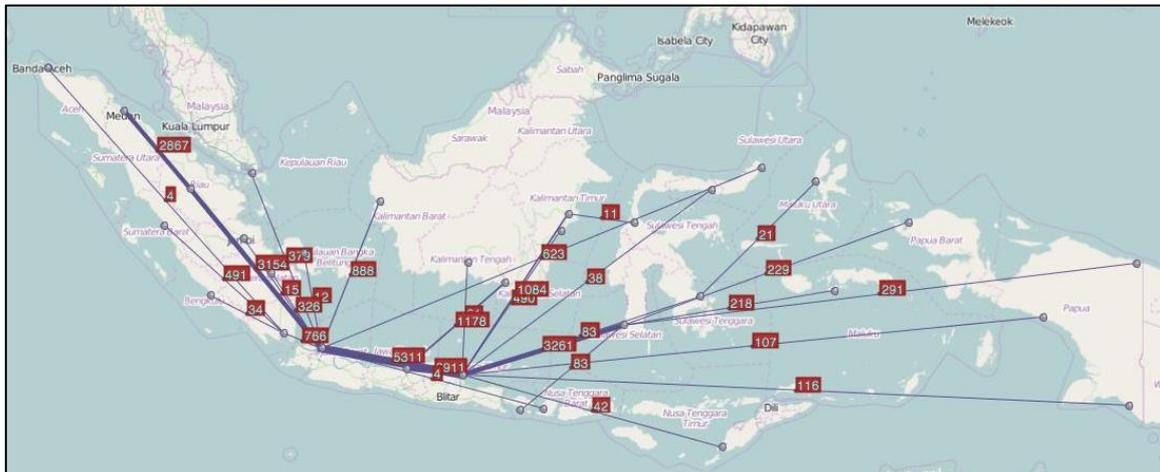 Melekeok
Kidapawan
City
Isabela City
Banda Aceh
Sabah
Panglima Sugala
Aceh
Malaysia
Malaysia
Medan
Kuala Lumpur
Kalimantan Utara
Sarawak
2867
Sulawesi Utara
Sumatera Utara
Kepulauan Riau
Riau
4
Kalimantan Timur
Kalimantan Barat
11
Maluku Utara
Sumatera Barat
Sulawesi Tengah
21
Jambi
Papua Barat
623
Kalimantan Tengah
3154
229
888
491
38
1084
490
15
12
291
218
326
Bengkulu
34
1178
Papua
766
83
Sulawesi Tenggara
Maluku
3261
107
5311
83
4
116
Blitar
42
Nusa Tenggara
Barat
Dili
Nusa Tenggara
Timur